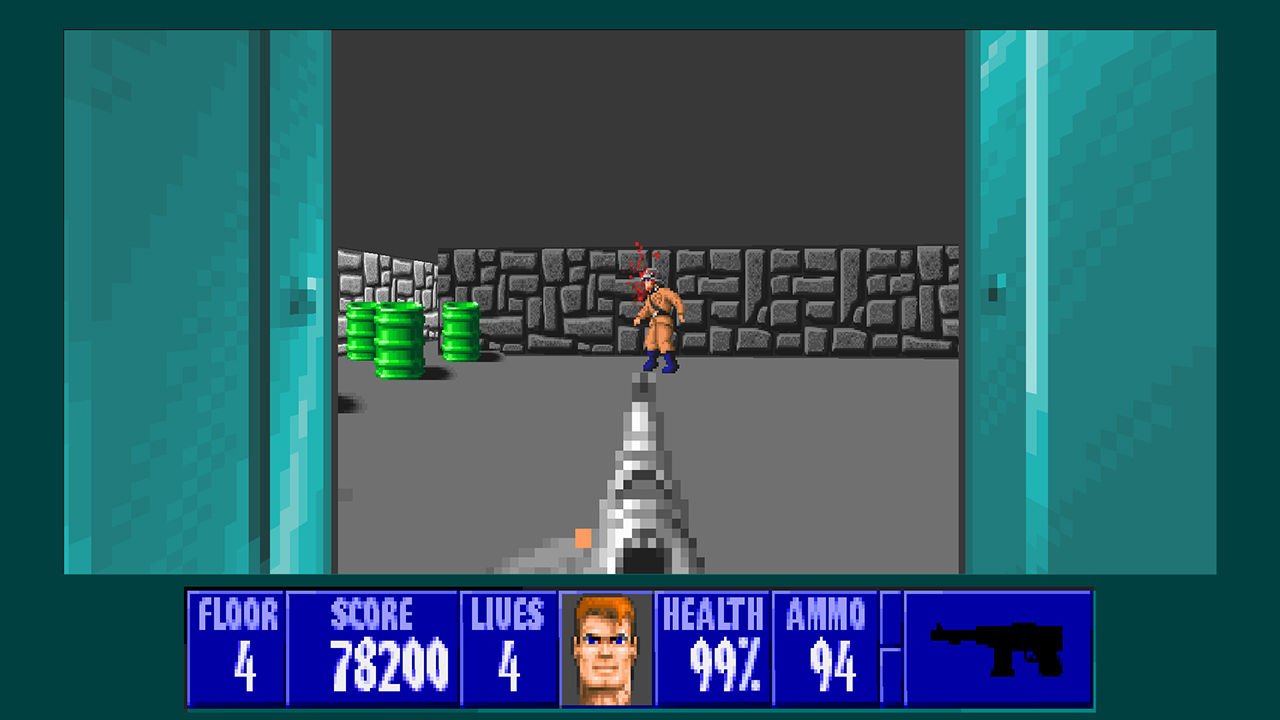 FLOOR SCORE LIVES HEALTH AMMO
4 78200 4 99% 94